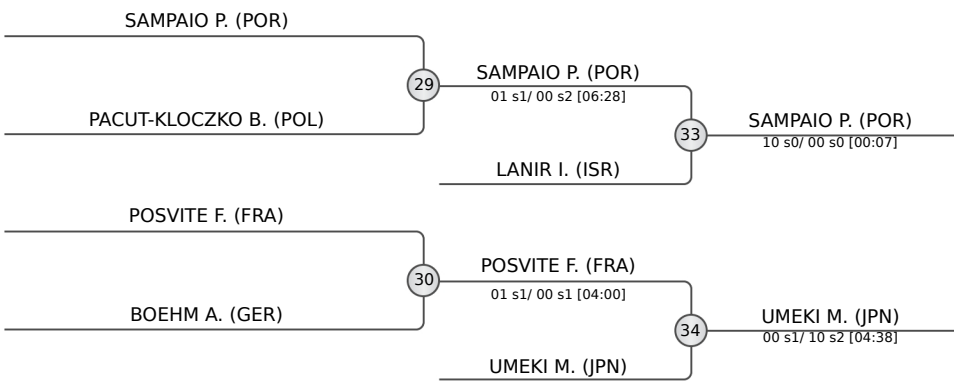 SAMPAIO P. (POR)
29
PACUT-KLOCZKO B. (POL)
SAMPAIO P. (POR)
01 s1/ 00 s2 [06:28]
33
LANIR I. (ISR)
SAMPAIO P. (POR)
10 s0/ 00 s0 [00:07]
POSVITE F. (FRA)
30
BOEHM A. (GER)
POSVITE F. (FRA)
01 s1/ 00 s1 [04:00]
34
UMEKI M. (JPN)
UMEKI M. (JPN)
00 s1/ 10 s2 [04:38]